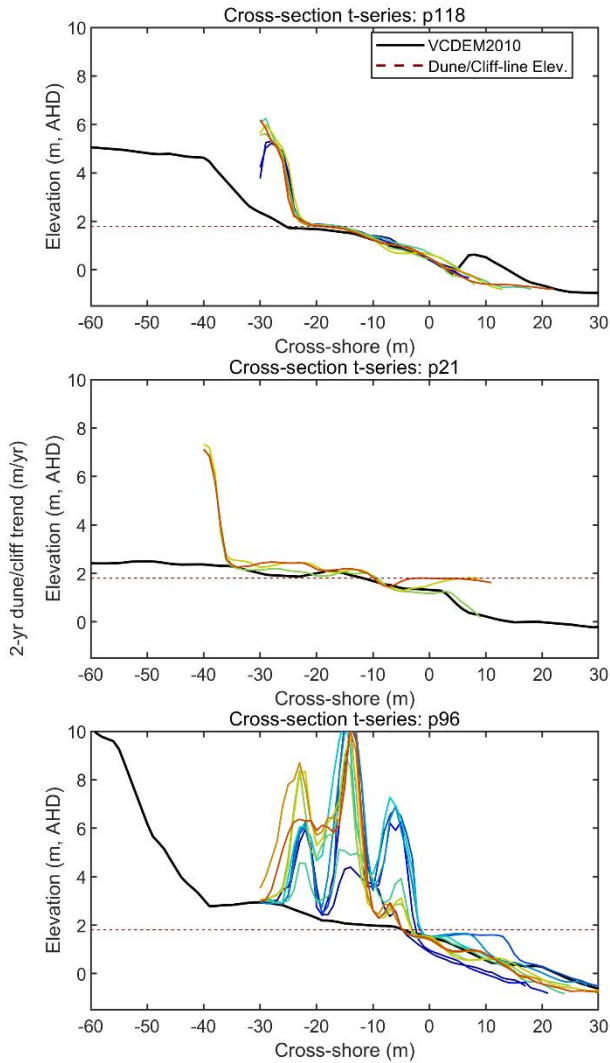 Cross-section t-series: p118
VCDEM2010
Dune/Cliff-line Elev.
Elevation (m, AHD)
10
8
6
4
2
0
-60 -50 -40 -30 -20 -10 0 10 20 30
Cross-shore (m)
Cross-section t-series: p21
2-yr dune/cliff trend (m/yr)
Elevation (m, AHD)
10
8
6
4
2
0
-60 -50 -40 -30 -20 -10 0 10 20 30
Cross-shore (m)
Cross-section t-series: p96
Elevation (m, AHD)
10
8
6
4
2
0
-60 -50 -40 -30 -20 -10 0 10 20 30
Cross-shore (m)